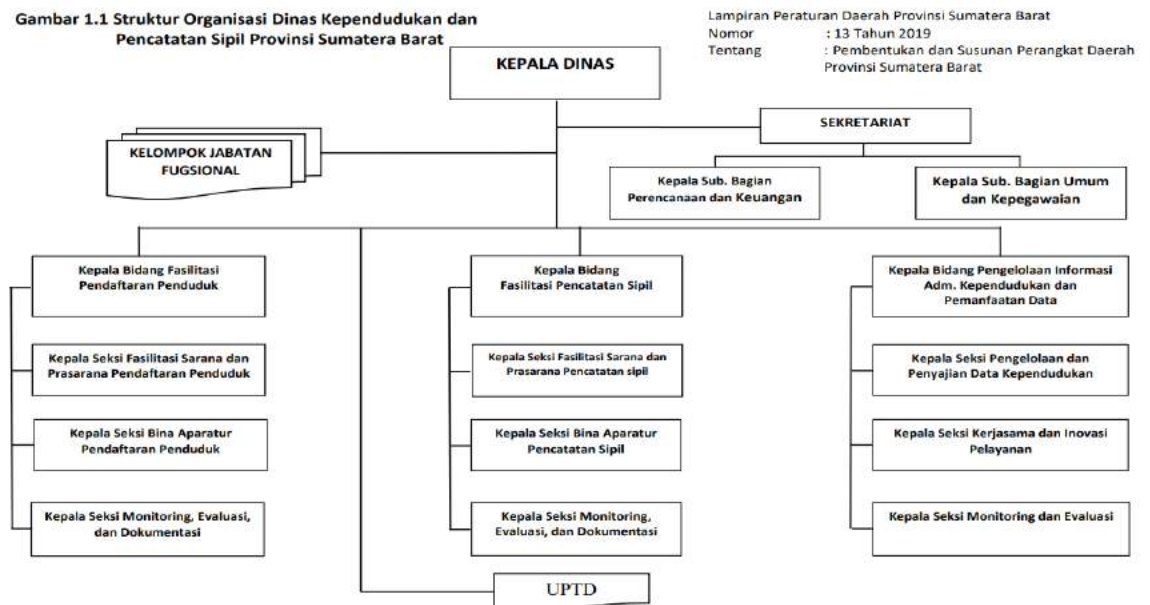 Gambar 1.1 Struktur Organisasi Dinas Kependudukan dan
Pencatatan Sipil Provinsi Sumatera Barat
Lampiran Peraturan Daerah Provinsi Sumatera Barat
Nomor : 13 Tahun 2019
Tentang : Pembentukan dan Susunan Perangkat Daerah
Provinsi Sumatera Barat
KEPALA DINAS
SEKRETARIAT
KELOMPOK JABATAN
FUGSIONAL
Kepala Sub. Bagian
Perencanaan dan Keuangan
Kepala Sub. Bagian Umum
dan Kepegawaian
Kepala Bidang Fasilitasi
Pendaftaran Penduduk
Kepala Seksi Fasilitasi Sarana dan
Prasarana Pendaftaran Penduduk
Kepala Seksi Bina Aparatur
Pendaftaran Penduduk
Kepala Seksi Monitoring, Evaluasi,
dan Dokumentasi
Kepala Bidang
Fasilitasi Pencatatan Sipil
Kepala Seksi Fasilitasi Sarana dan
Prasarana Pencatatan sipil
Kepala Seksi Bina Aparatur
Pencatatan Sipil
Kepala Seksi Monitoring,
Evaluasi, dan Dokumentasi
Kepala Bidang Pengelolaan Informasi
Adm. Kependudukan dan
Pemanfaatan Data
Kepala Seksi Pengelolaan dan
Penyajian Data Kependudukan
Kepala Seksi Kerjasama dan Inovasi
Pelayanan
Kepala Seksi Monitoring dan Evaluasi
UPTD